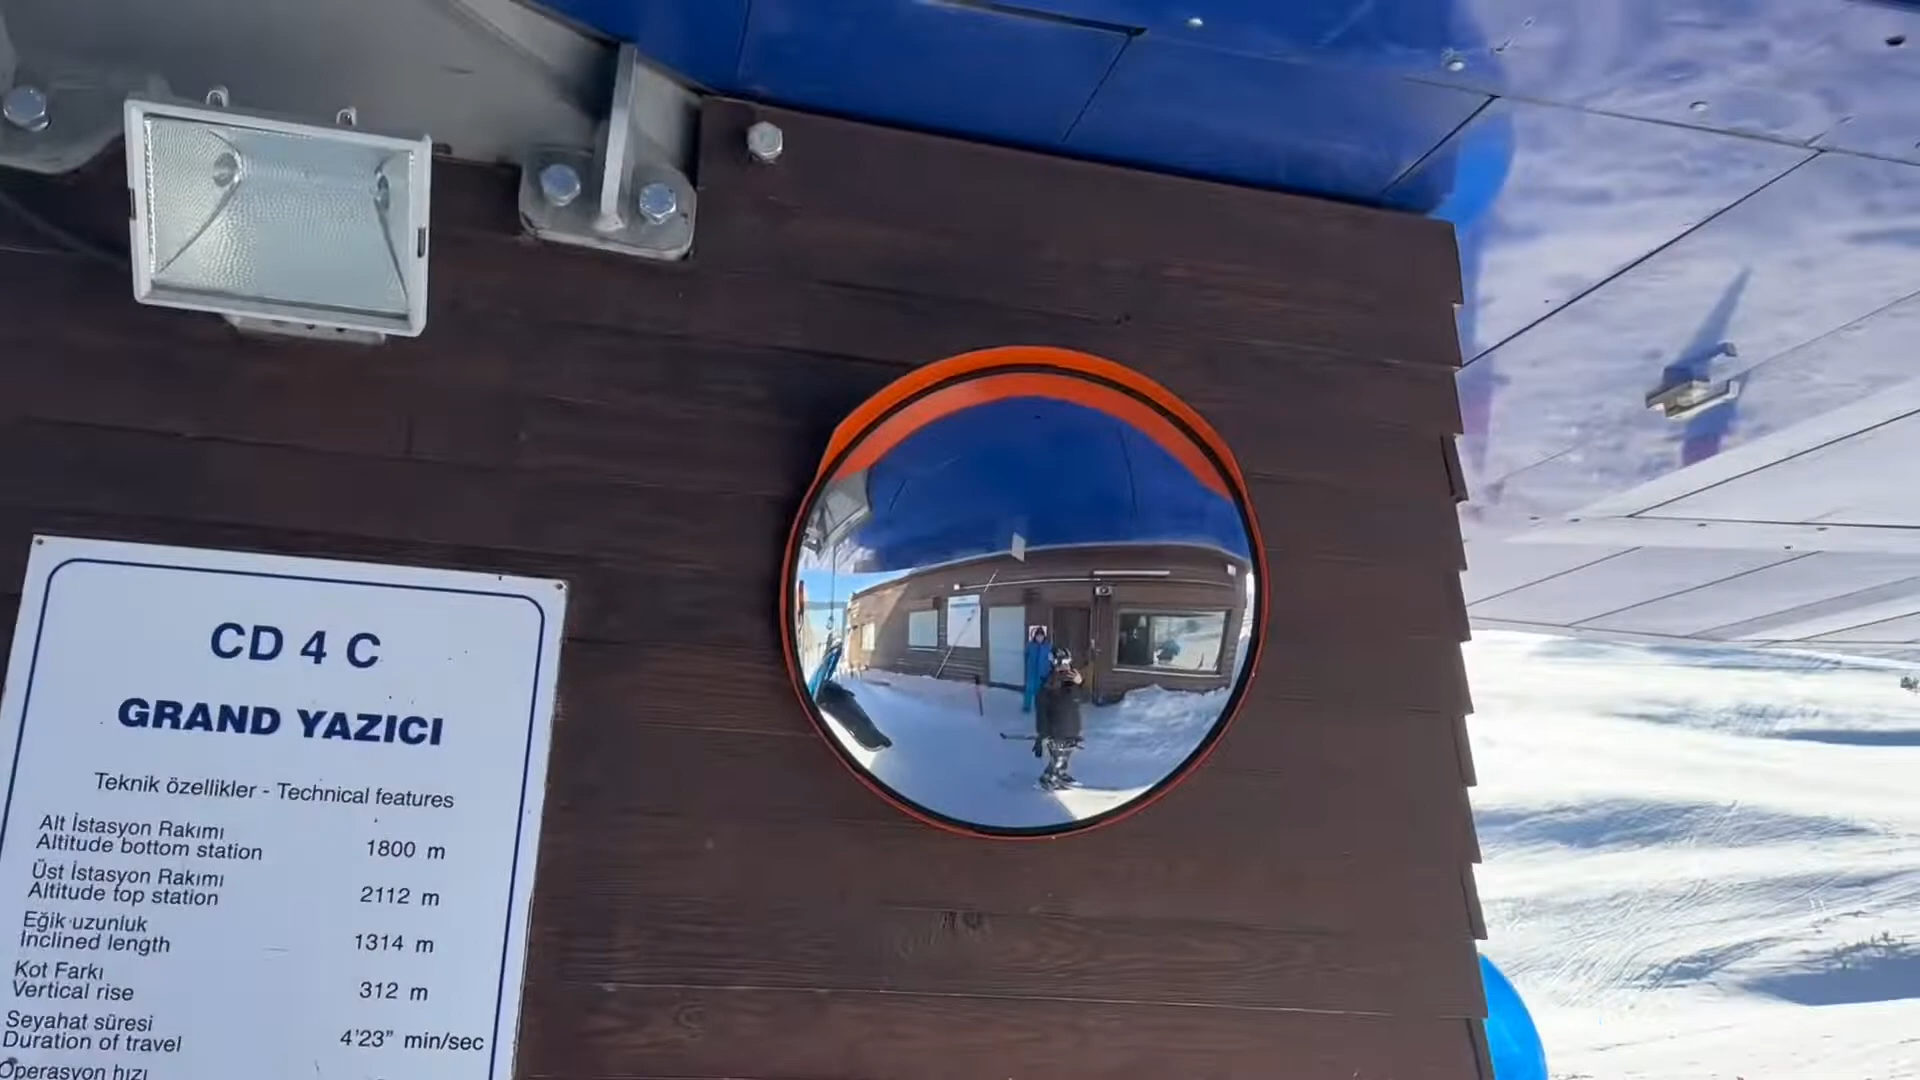 CD 4 C
GRAND YAZICI
Teknik özellikler - Technical features
Alt İstasyon Rakımı
Altitude bottom station 1800 m
Üst İstasyon Rakımı
Altitude top station 2112 m
Eğik uzunluk
Inclined length 1314 m
Kot Farkı
Vertical rise 312 m
Seyahat süresi
Duration of travel 4'23" min/sec
Operasyon hızı